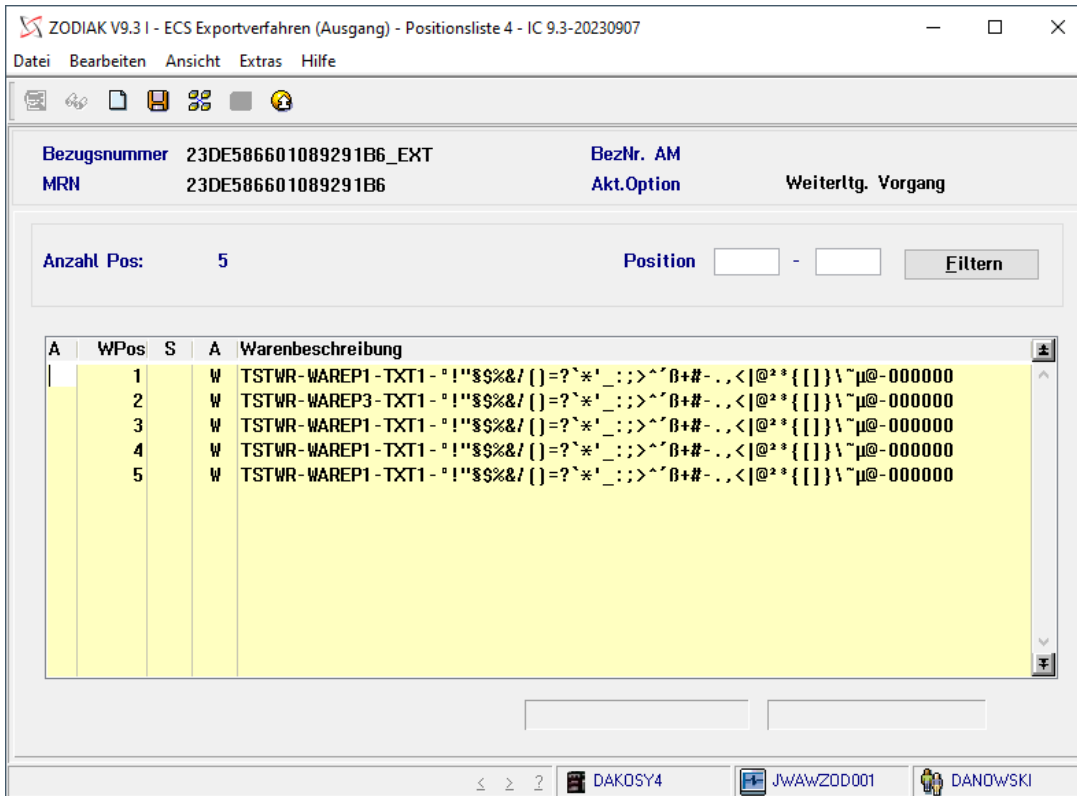 ZODIAK V9.3 I - ECS Exportverfahren (Ausgang) - Positionsliste 4 - IC 9.3-20230907
Datei Bearbeiten Ansicht Extras Hilfe
Bezugsnummer 23DE586601089291B6_EXT BezNr. AM
MRN 23DE586601089291B6 Akt.Option Weiterltg. Vorgang
Anzahl Pos: 5 Position - Filtern
A WPos S A Warenbeschreibung
1 W TSTWR-WAREP1-TXT1-°!"§$%&/()=?`*'_:;>^´ß+#-.,<|@²³{[]}\~µ@-000000
2 W TSTWR-WAREP3-TXT1-°!"§$%&/()=?`*'_:;>^´ß+#-.,<|@²³{[]}\~µ@-000000
3 W TSTWR-WAREP1-TXT1-°!"§$%&/()=?`*'_:;>^´ß+#-.,<|@²³{[]}\~µ@-000000
4 W TSTWR-WAREP1-TXT1-°!"§$%&/()=?`*'_:;>^´ß+#-.,<|@²³{[]}\~µ@-000000
5 W TSTWR-WAREP1-TXT1-°!"§$%&/()=?`*'_:;>^´ß+#-.,<|@²³{[]}\~µ@-000000
< > ? DAKOSY4 JWAWZOD001 DANOWSKI